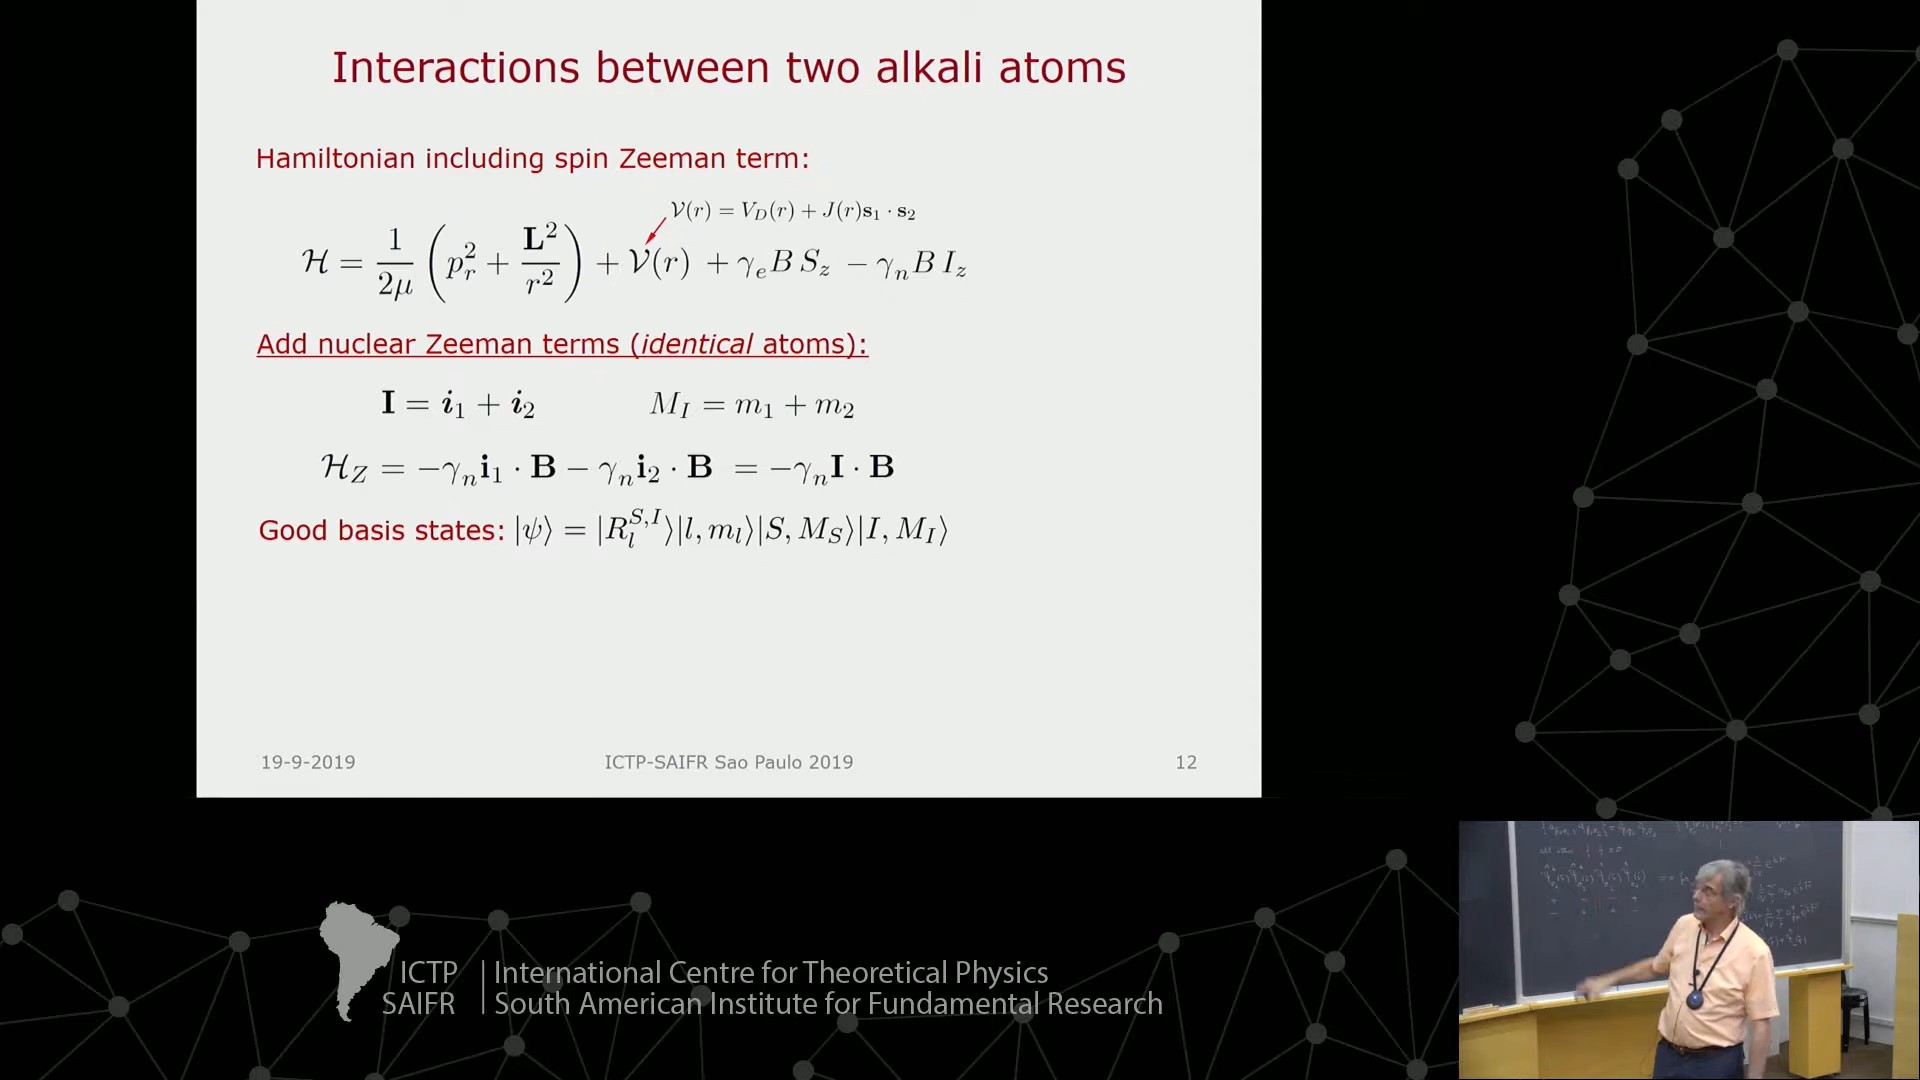 Interactions between two alkali atoms
Hamiltonian including spin Zeeman term:
𝒱(r) = V_D(r) + J(r)s₁ · s₂
ℋ = 1/2μ (p_r² + L²/r²) + 𝒱(r) + γ_e B S_z − γ_n B I_z
Add nuclear Zeeman terms (identical atoms):
I = i₁ + i₂ M_I = m₁ + m₂
ℋ_Z = −γ_n i₁ · B − γ_n i₂ · B = −γ_n I · B
Good basis states: |ψ⟩ = |R_l^{S,I}⟩|l, m_l⟩|S, M_S⟩|I, M_I⟩
19-9-2019 ICTP-SAIFR Sao Paulo 2019 12
ICTP | International Centre for Theoretical Physics
SAIFR | South American Institute for Fundamental Research